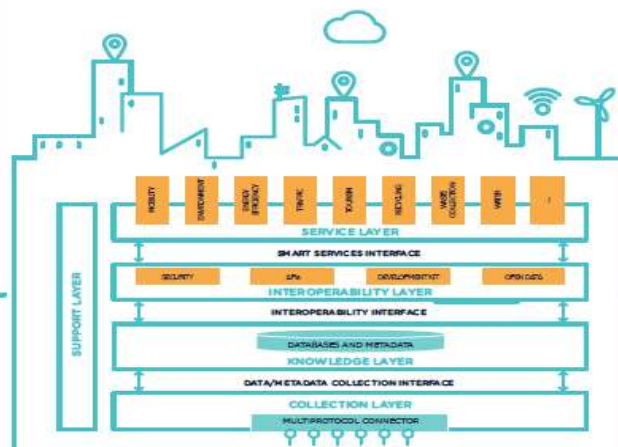 MOBILITY
ENVIRONMENT
ENERGY
EFFICIENCY
TRAFFIC
TOURISM
RECYCLING
WASTE
COLLECTION
WATER
SERVICE LAYER
SMART SERVICES INTERFACE
SECURITY
APIs
DEVELOPMENT KIT
OPEN DATA
INTEROPERABILITY LAYER
INTEROPERABILITY INTERFACE
DATABASES AND METADATA
KNOWLEDGE LAYER
DATA/METADATA COLLECTION INTERFACE
COLLECTION LAYER
MULTIPROTOCOL CONNECTOR
SUPPORT LAYER